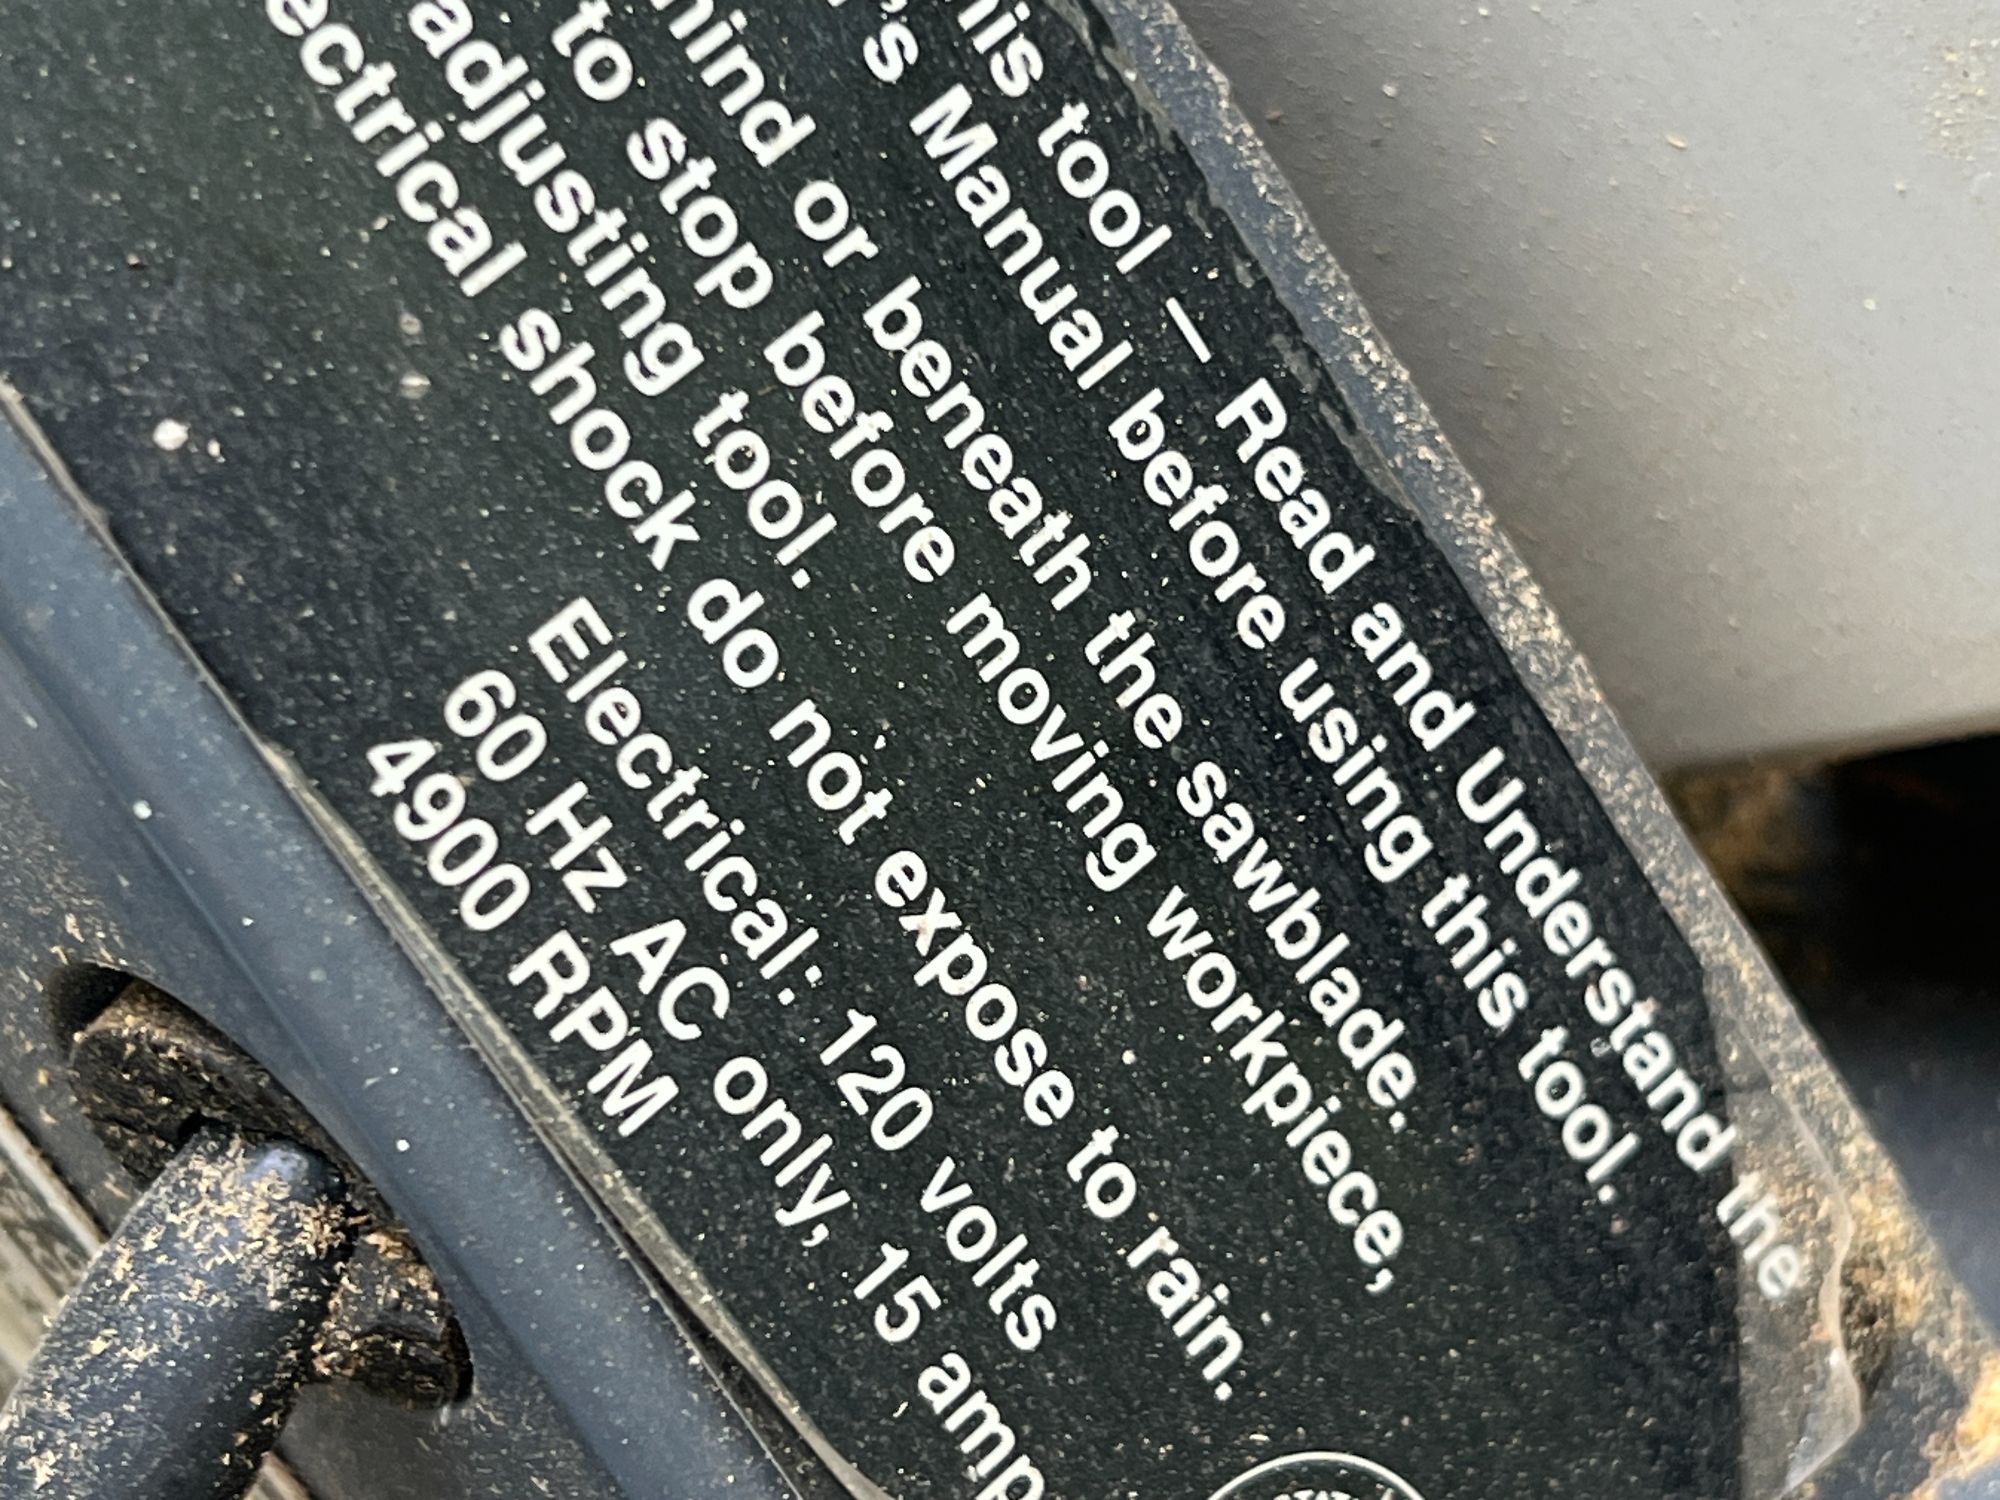 his tool – Read and Understand the
's Manual before using this tool.
hind or beneath the sawblade.
to stop before moving workpiece,
adjusting tool.
ectrical shock do not expose to rain.
Electrical: 120 volts
60 Hz AC only, 15 amp
4900 RPM